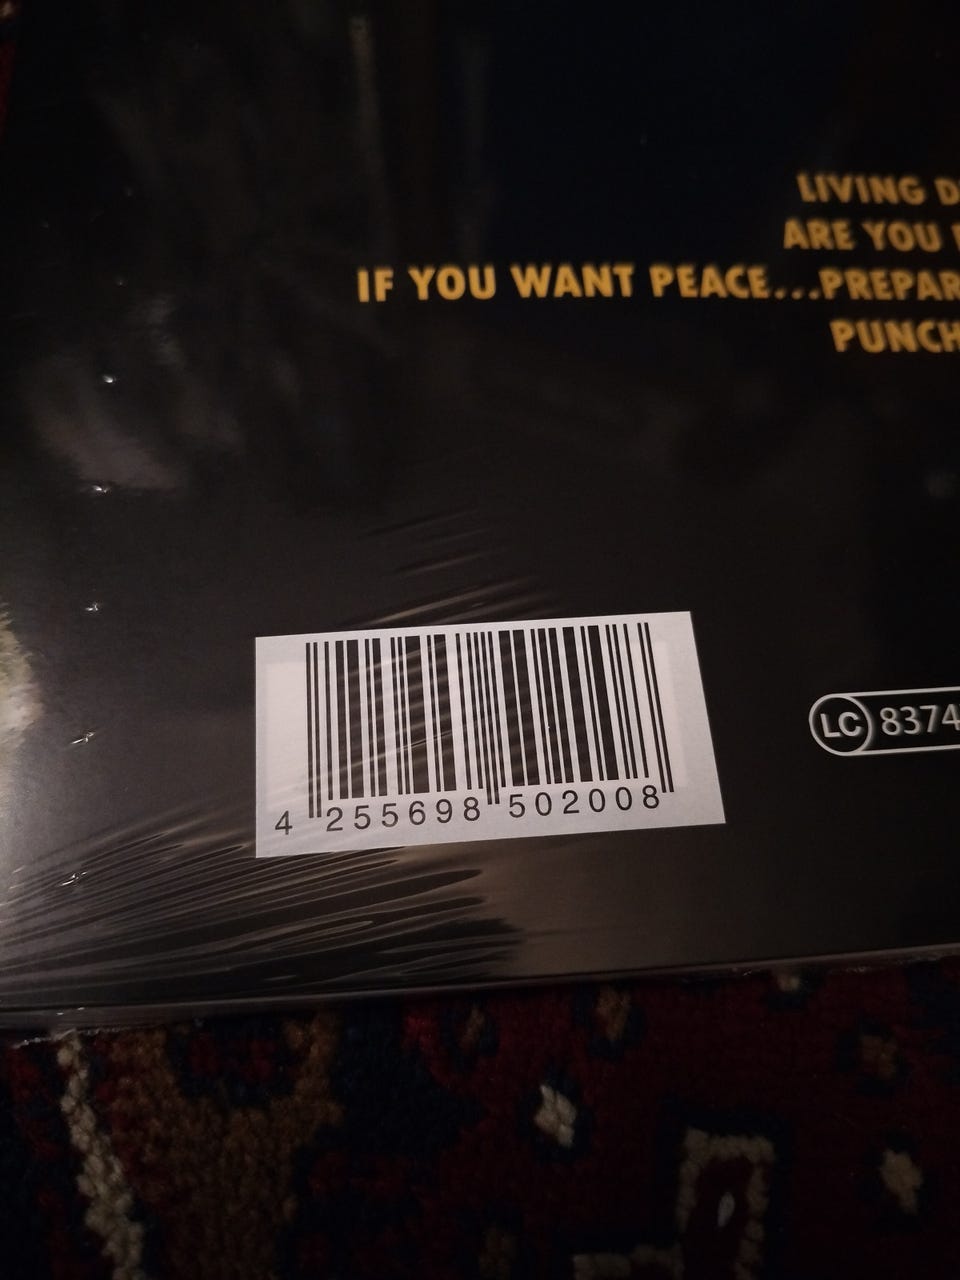 LIVING D
ARE YOU
IF YOU WANT PEACE...PREPAR
PUNCH
LC 8374
4 255698 502008